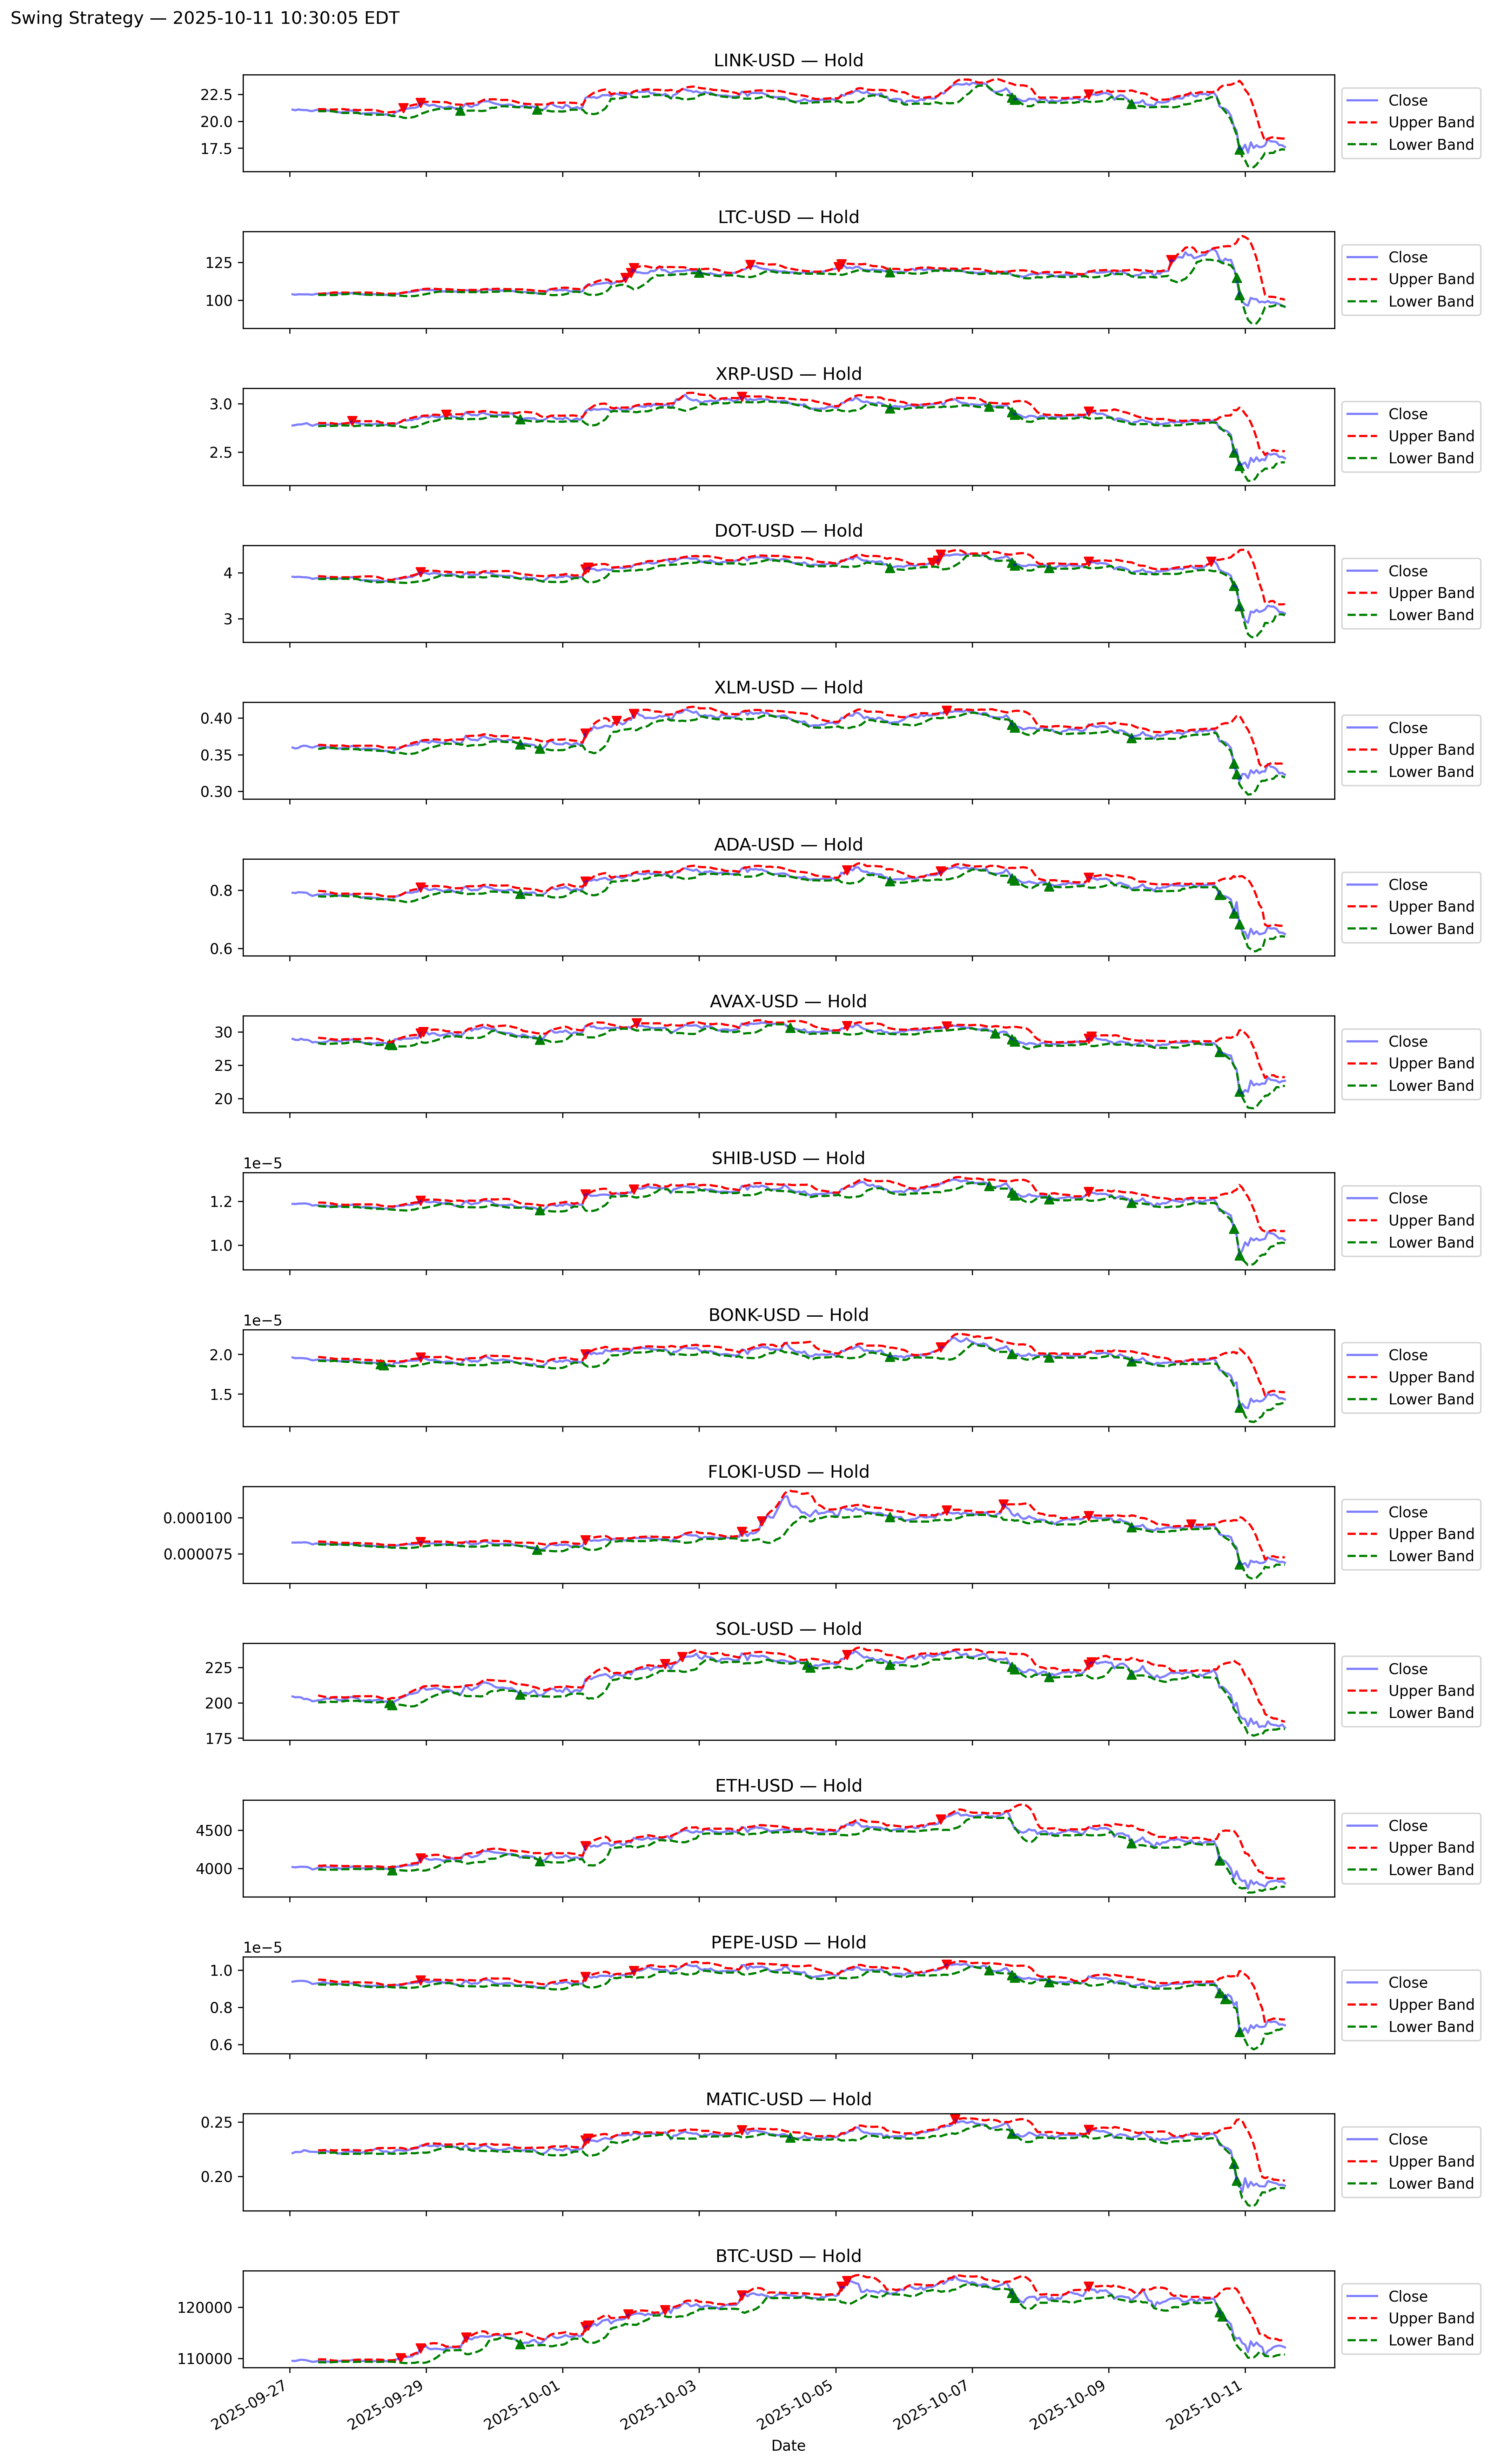 Swing Strategy — 2025-10-11 10:30:05 EDT
LINK-USD — Hold
22.5
20.0
17.5
Close
Upper Band
Lower Band
LTC-USD — Hold
125
100
Close
Upper Band
Lower Band
XRP-USD — Hold
3.0
2.5
Close
Upper Band
Lower Band
DOT-USD — Hold
4
3
Close
Upper Band
Lower Band
XLM-USD — Hold
0.40
0.35
0.30
Close
Upper Band
Lower Band
ADA-USD — Hold
0.8
0.6
Close
Upper Band
Lower Band
AVAX-USD — Hold
30
25
20
Close
Upper Band
Lower Band
SHIB-USD — Hold
1e−5
1.2
1.0
Close
Upper Band
Lower Band
BONK-USD — Hold
1e−5
2.0
1.5
Close
Upper Band
Lower Band
FLOKI-USD — Hold
0.000100
0.000075
Close
Upper Band
Lower Band
SOL-USD — Hold
225
200
175
Close
Upper Band
Lower Band
ETH-USD — Hold
4500
4000
Close
Upper Band
Lower Band
PEPE-USD — Hold
1e−5
1.0
0.8
0.6
Close
Upper Band
Lower Band
MATIC-USD — Hold
0.25
0.20
Close
Upper Band
Lower Band
BTC-USD — Hold
120000
110000
Close
Upper Band
Lower Band
2025-09-27
2025-09-29
2025-10-01
2025-10-03
2025-10-05
2025-10-07
2025-10-09
2025-10-11
Date